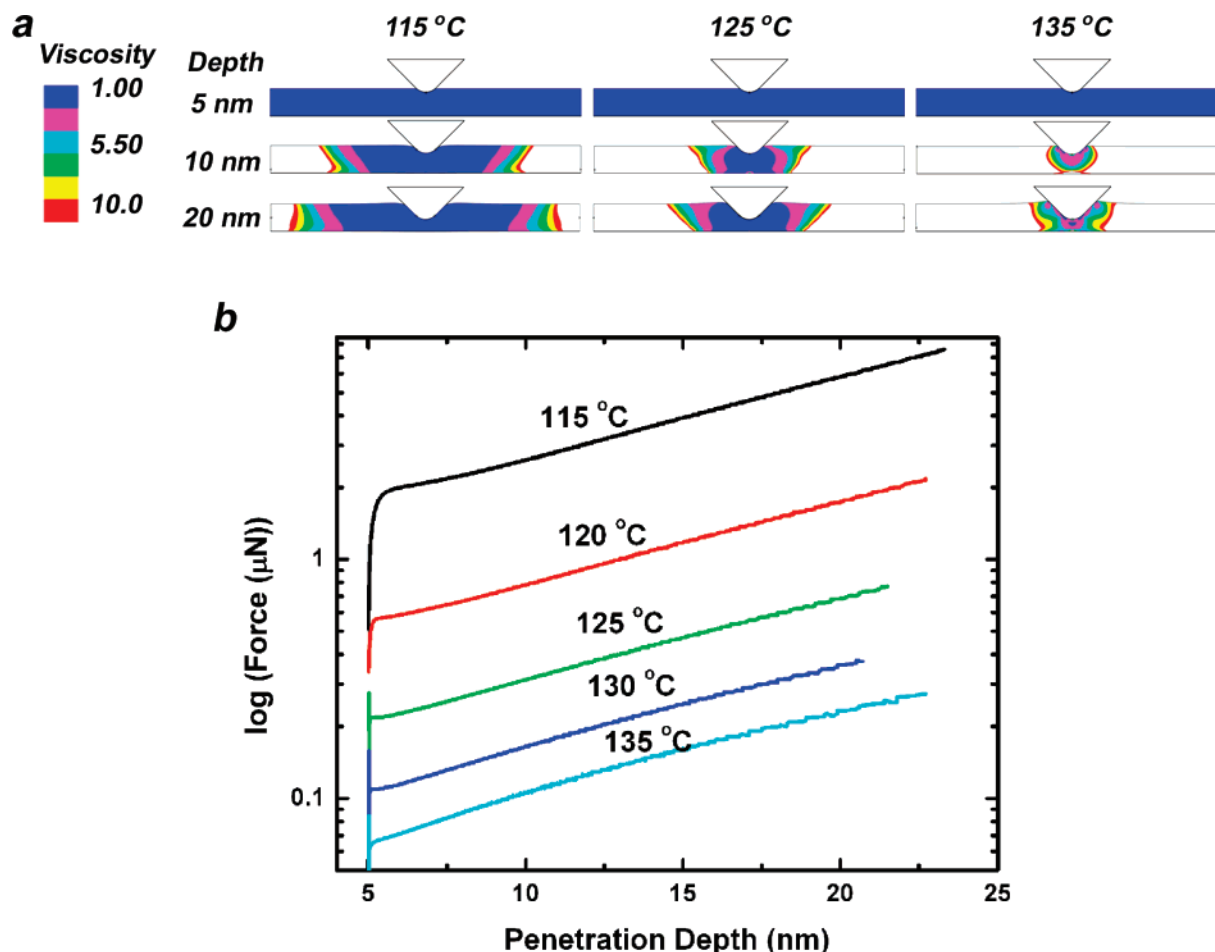 a
115 °C 125 °C 135 °C
Viscosity
Depth
1.00
5 nm
5.50
10 nm
10.0
20 nm
b
115 °C
120 °C
125 °C
130 °C
135 °C
log (Force (μN))
1
0.1
5 10 15 20 25
Penetration Depth (nm)